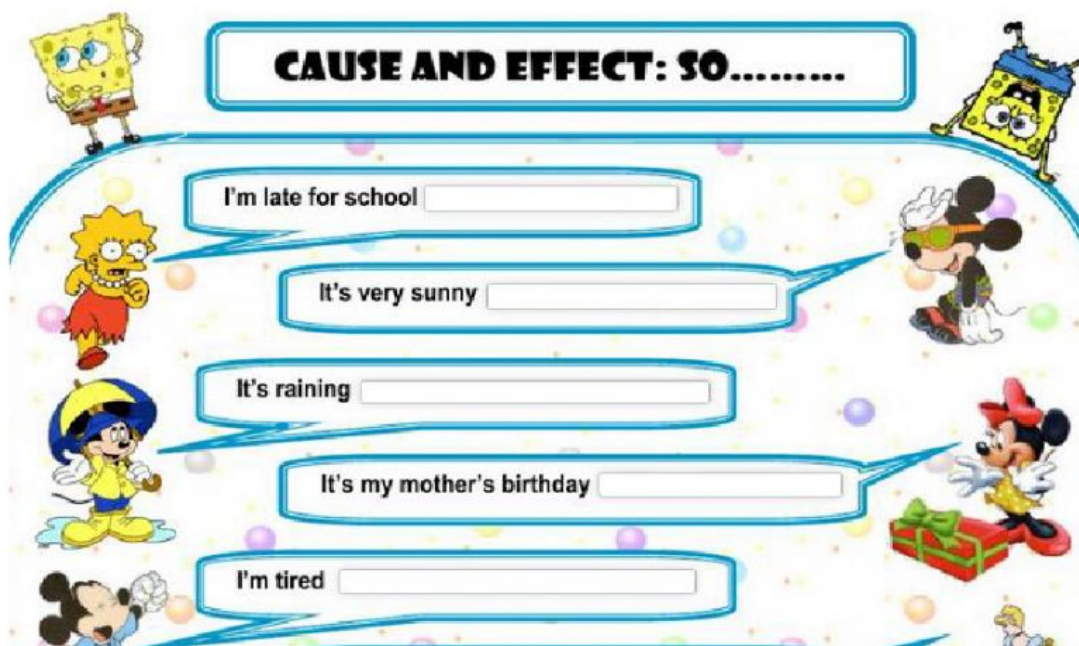 CAUSE AND EFFECT: SO.........
I'm late for school
It's very sunny
It's raining
It's my mother's birthday
I'm tired